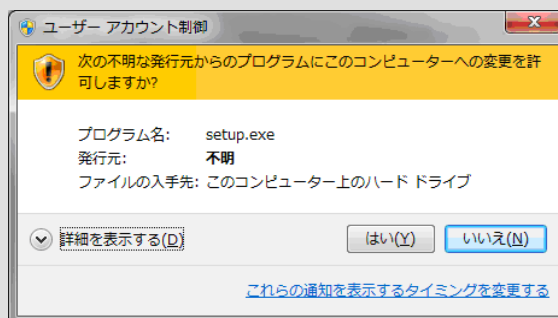 ユーザー アカウント制御
次の不明な発行元からのプログラムにこのコンピューターへの変更を許
可しますか?
プログラム名: setup.exe
発行元: 不明
ファイルの入手先: このコンピューター上のハード ドライブ
詳細を表示する(D) はい(Y) いいえ(N)
これらの通知を表示するタイミングを変更する